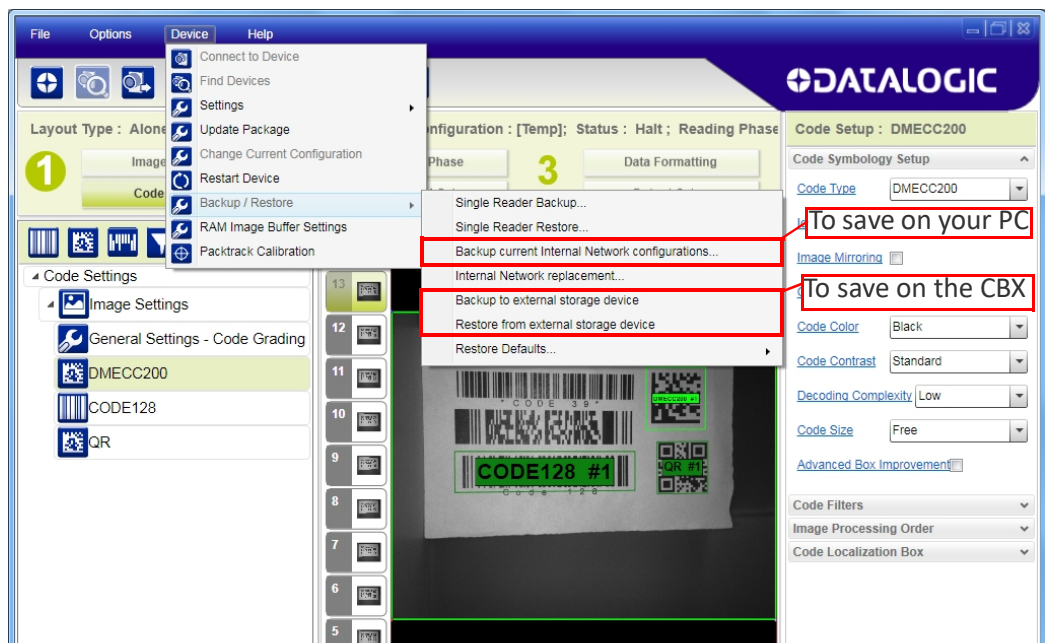 File Options Device Help
DATALOGIC
Connect to Device
Find Devices
Settings
Update Package
Change Current Configuration
Restart Device
Backup / Restore
RAM Image Buffer Settings
Packtrack Calibration
Layout Type : Alone
nfiguration : [Temp]; Status : Halt ; Reading Phase
1
Image
Code
Phase
3
Data Formatting
Single Reader Backup...
Single Reader Restore...
Backup current Internal Network configurations...
Internal Network replacement...
Backup to external storage device
Restore from external storage device
Restore Defaults...
To save on your PC
To save on the CBX
Code Settings
Image Settings
General Settings - Code Grading
DMECC200
CODE128
QR
13
12
11
10
9
8
7
6
5
* CODE 39 *
DMECC200 #1
CODE128 #1
Code 128
QR #1
Code Setup : DMECC200
Code Symbology Setup
Code Type DMECC200
Image Mirroring
Code Color Black
Code Contrast Standard
Decoding Complexity Low
Code Size Free
Advanced Box Improvement
Code Filters
Image Processing Order
Code Localization Box